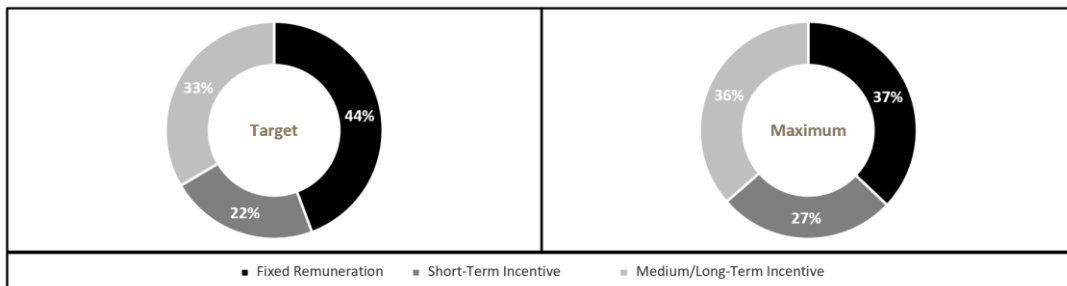 33%
44%
Target
22%
36%
37%
Maximum
27%
Fixed Remuneration
Short-Term Incentive
Medium/Long-Term Incentive